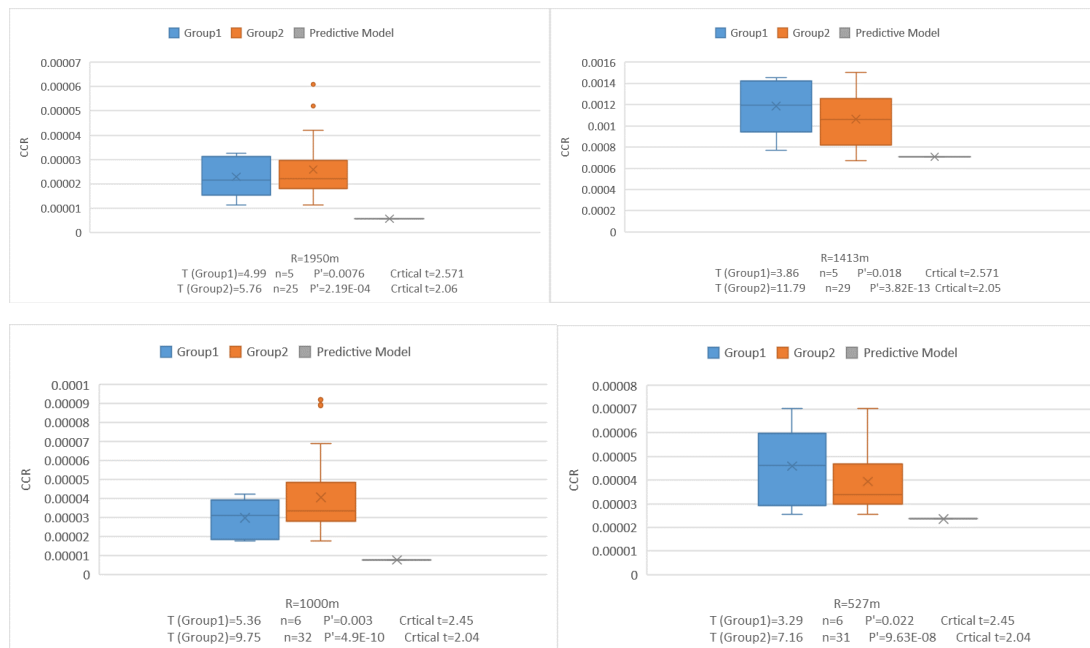 Group1 Group2 Predictive Model
0.00007
0.00006
0.00005
0.00004
0.00003
0.00002
0.00001
0
CCR
R=1950m
T (Group1)=4.99 n=5 P'=0.0076 Crtical t=2.571
T (Group2)=5.76 n=25 P'=2.19E-04 Crtical t=2.06
Group1 Group2 Predictive Model
0.0016
0.0014
0.0012
0.001
0.0008
0.0006
0.0004
0.0002
0
CCR
R=1413m
T (Group1)=3.86 n=5 P'=0.018 Crtical t=2.571
T (Group2)=11.79 n=29 P'=3.82E-13 Crtical t=2.05
Group1 Group2 Predictive Model
0.0001
0.00009
0.00008
0.00007
0.00006
0.00005
0.00004
0.00003
0.00002
0.00001
0
CCR
R=1000m
T (Group1)=5.36 n=6 P'=0.003 Crtical t=2.45
T (Group2)=9.75 n=32 P'=4.9E-10 Crtical t=2.04
Group1 Group2 Predictive Model
0.00008
0.00007
0.00006
0.00005
0.00004
0.00003
0.00002
0.00001
0
CCR
R=527m
T (Group1)=3.29 n=6 P'=0.022 Crtical t=2.45
T (Group2)=7.16 n=31 P'=9.63E-08 Crtical t=2.04